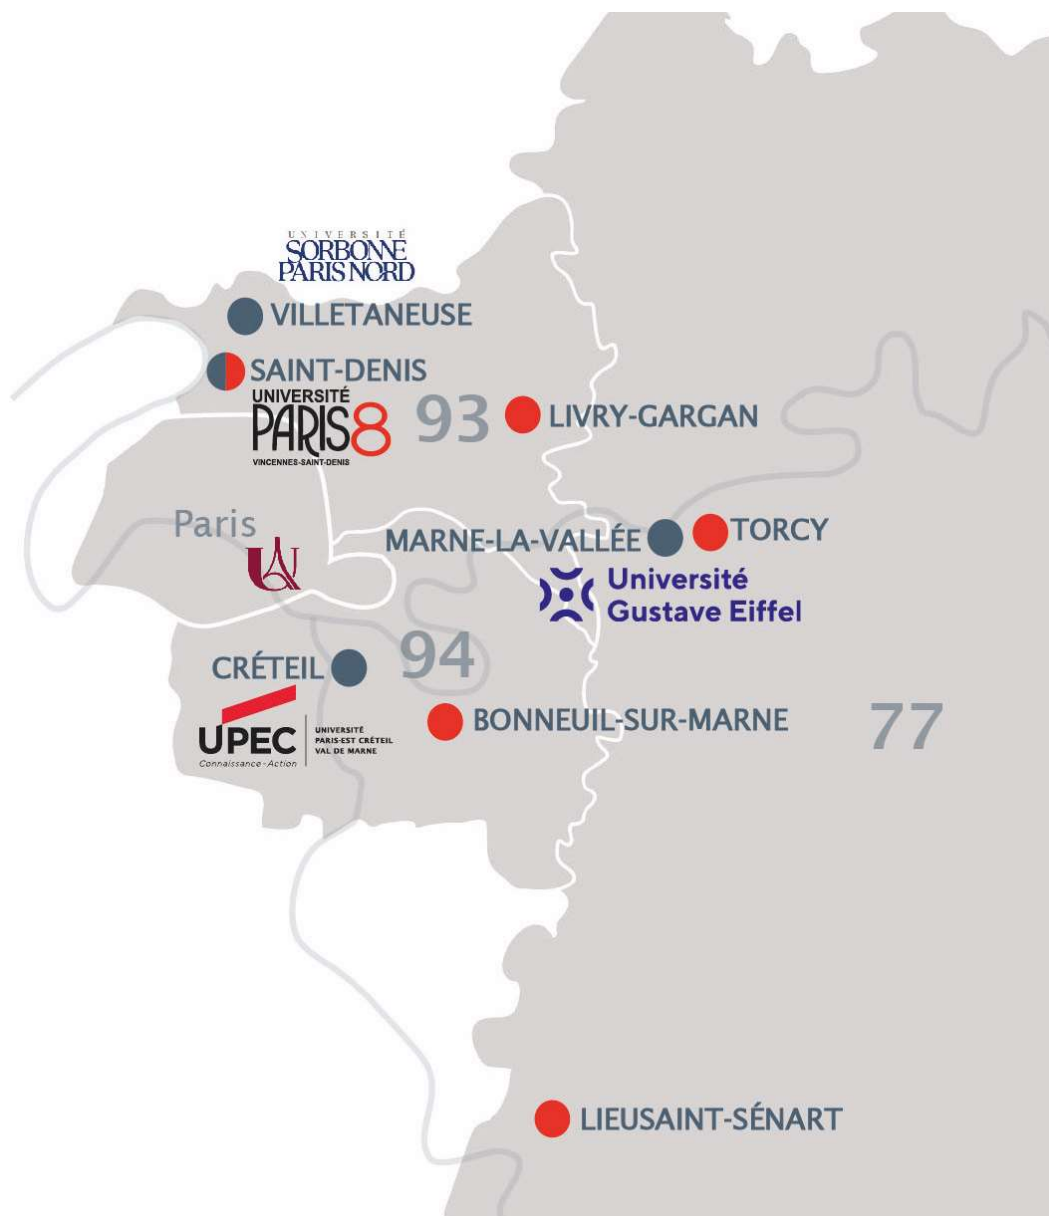 UNIVERSITÉ
SORBONNE
PARIS NORD
VILLETANEUSE
SAINT-DENIS
UNIVERSITÉ
PARIS8
VINCENNES-SAINT-DENIS
93
LIVRY-GARGAN
Paris
MARNE-LA-VALLÉE
TORCY
Université
Gustave Eiffel
94
CRÉTEIL
UPEC
Connaissance - Action
UNIVERSITÉ
PARIS-EST CRÉTEIL
VAL DE MARNE
BONNEUIL-SUR-MARNE
77
LIEUSAINT-SÉNART